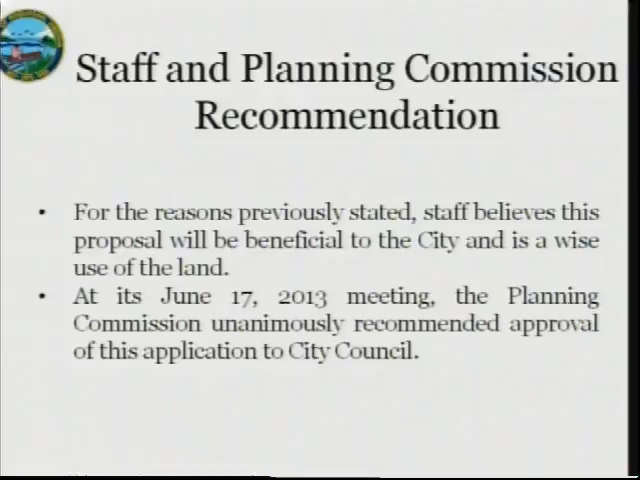 Staff and Planning Commission
Recommendation
• For the reasons previously stated, staff believes this
proposal will be beneficial to the City and is a wise
use of the land.
• At its June 17, 2013 meeting, the Planning
Commission unanimously recommended approval
of this application to City Council.